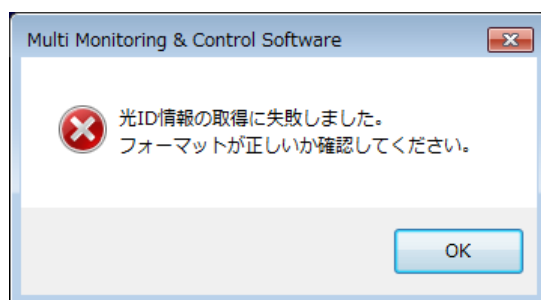 Multi Monitoring & Control Software
光ID情報の取得に失敗しました。
フォーマットが正しいか確認してください。
OK